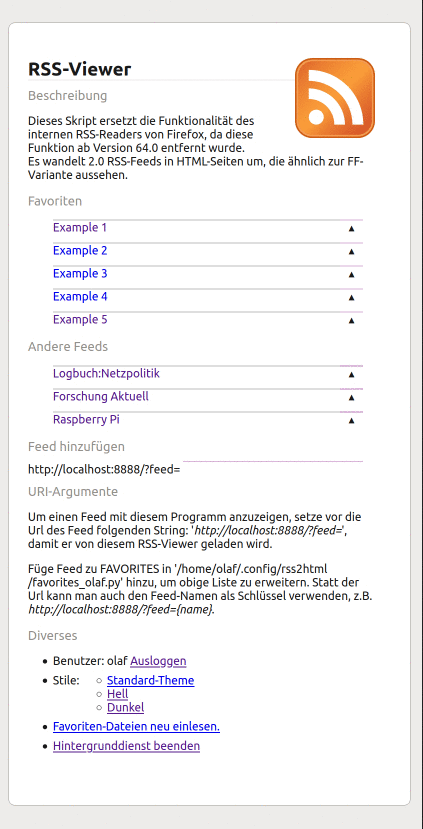 RSS-Viewer
Beschreibung
Dieses Skript ersetzt die Funktionalität des
internen RSS-Readers von Firefox, da diese
Funktion ab Version 64.0 entfernt wurde.
Es wandelt 2.0 RSS-Feeds in HTML-Seiten um, die ähnlich zur FF-
Variante aussehen.
Favoriten
Example 1 ▲
Example 2 ▲
Example 3 ▲
Example 4 ▲
Example 5 ▲
Andere Feeds
Logbuch:Netzpolitik ▲
Forschung Aktuell ▲
Raspberry Pi ▲
Feed hinzufügen
http://localhost:8888/?feed=
URI-Argumente
Um einen Feed mit diesem Programm anzuzeigen, setze vor die
Url des Feed folgenden String: 'http://localhost:8888/?feed=',
damit er von diesem RSS-Viewer geladen wird.
Füge Feed zu FAVORITES in '/home/olaf/.config/rss2html
/favorites_olaf.py' hinzu, um obige Liste zu erweitern. Statt der
Url kann man auch den Feed-Namen als Schlüssel verwenden, z.B.
http://localhost:8888/?feed={name}.
Diverses
• Benutzer: olaf Ausloggen
• Stile: ○ Standard-Theme
○ Hell
○ Dunkel
• Favoriten-Dateien neu einlesen.
• Hintergrunddienst beenden